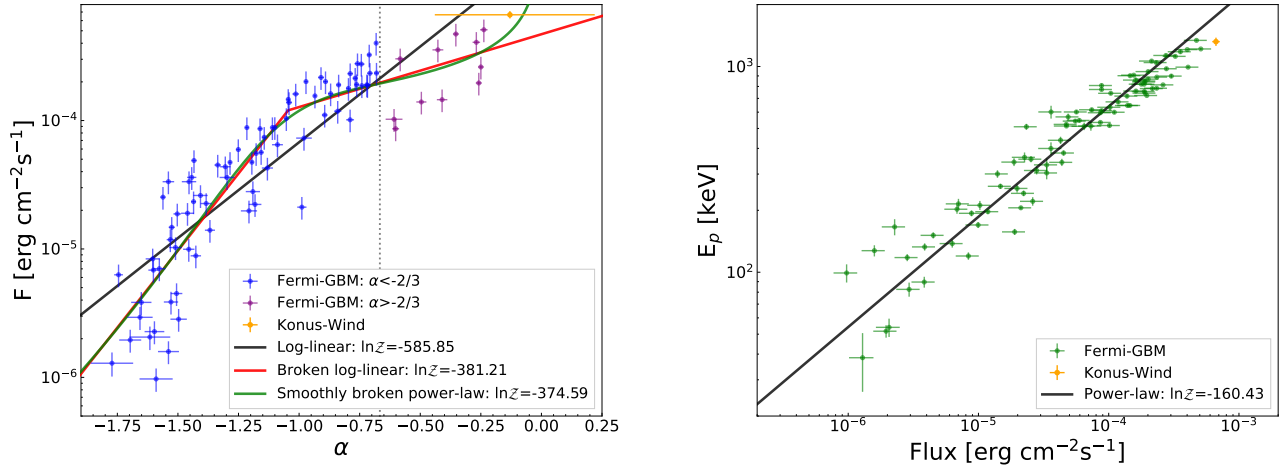 F [erg cm⁻²s⁻¹]
10⁻⁴
10⁻⁵
10⁻⁶
−1.75 −1.50 −1.25 −1.00 −0.75 −0.50 −0.25 0.00 0.25
α
Fermi-GBM: α<-2/3
Fermi-GBM: α>-2/3
Konus-Wind
Log-linear: ln𝒵=-585.85
Broken log-linear: ln𝒵=-381.21
Smoothly broken power-law: ln𝒵=-374.59
E_p [keV]
10³
10²
10⁻⁶ 10⁻⁵ 10⁻⁴ 10⁻³
Flux [erg cm⁻²s⁻¹]
Fermi-GBM
Konus-Wind
Power-law: ln𝒵=-160.43